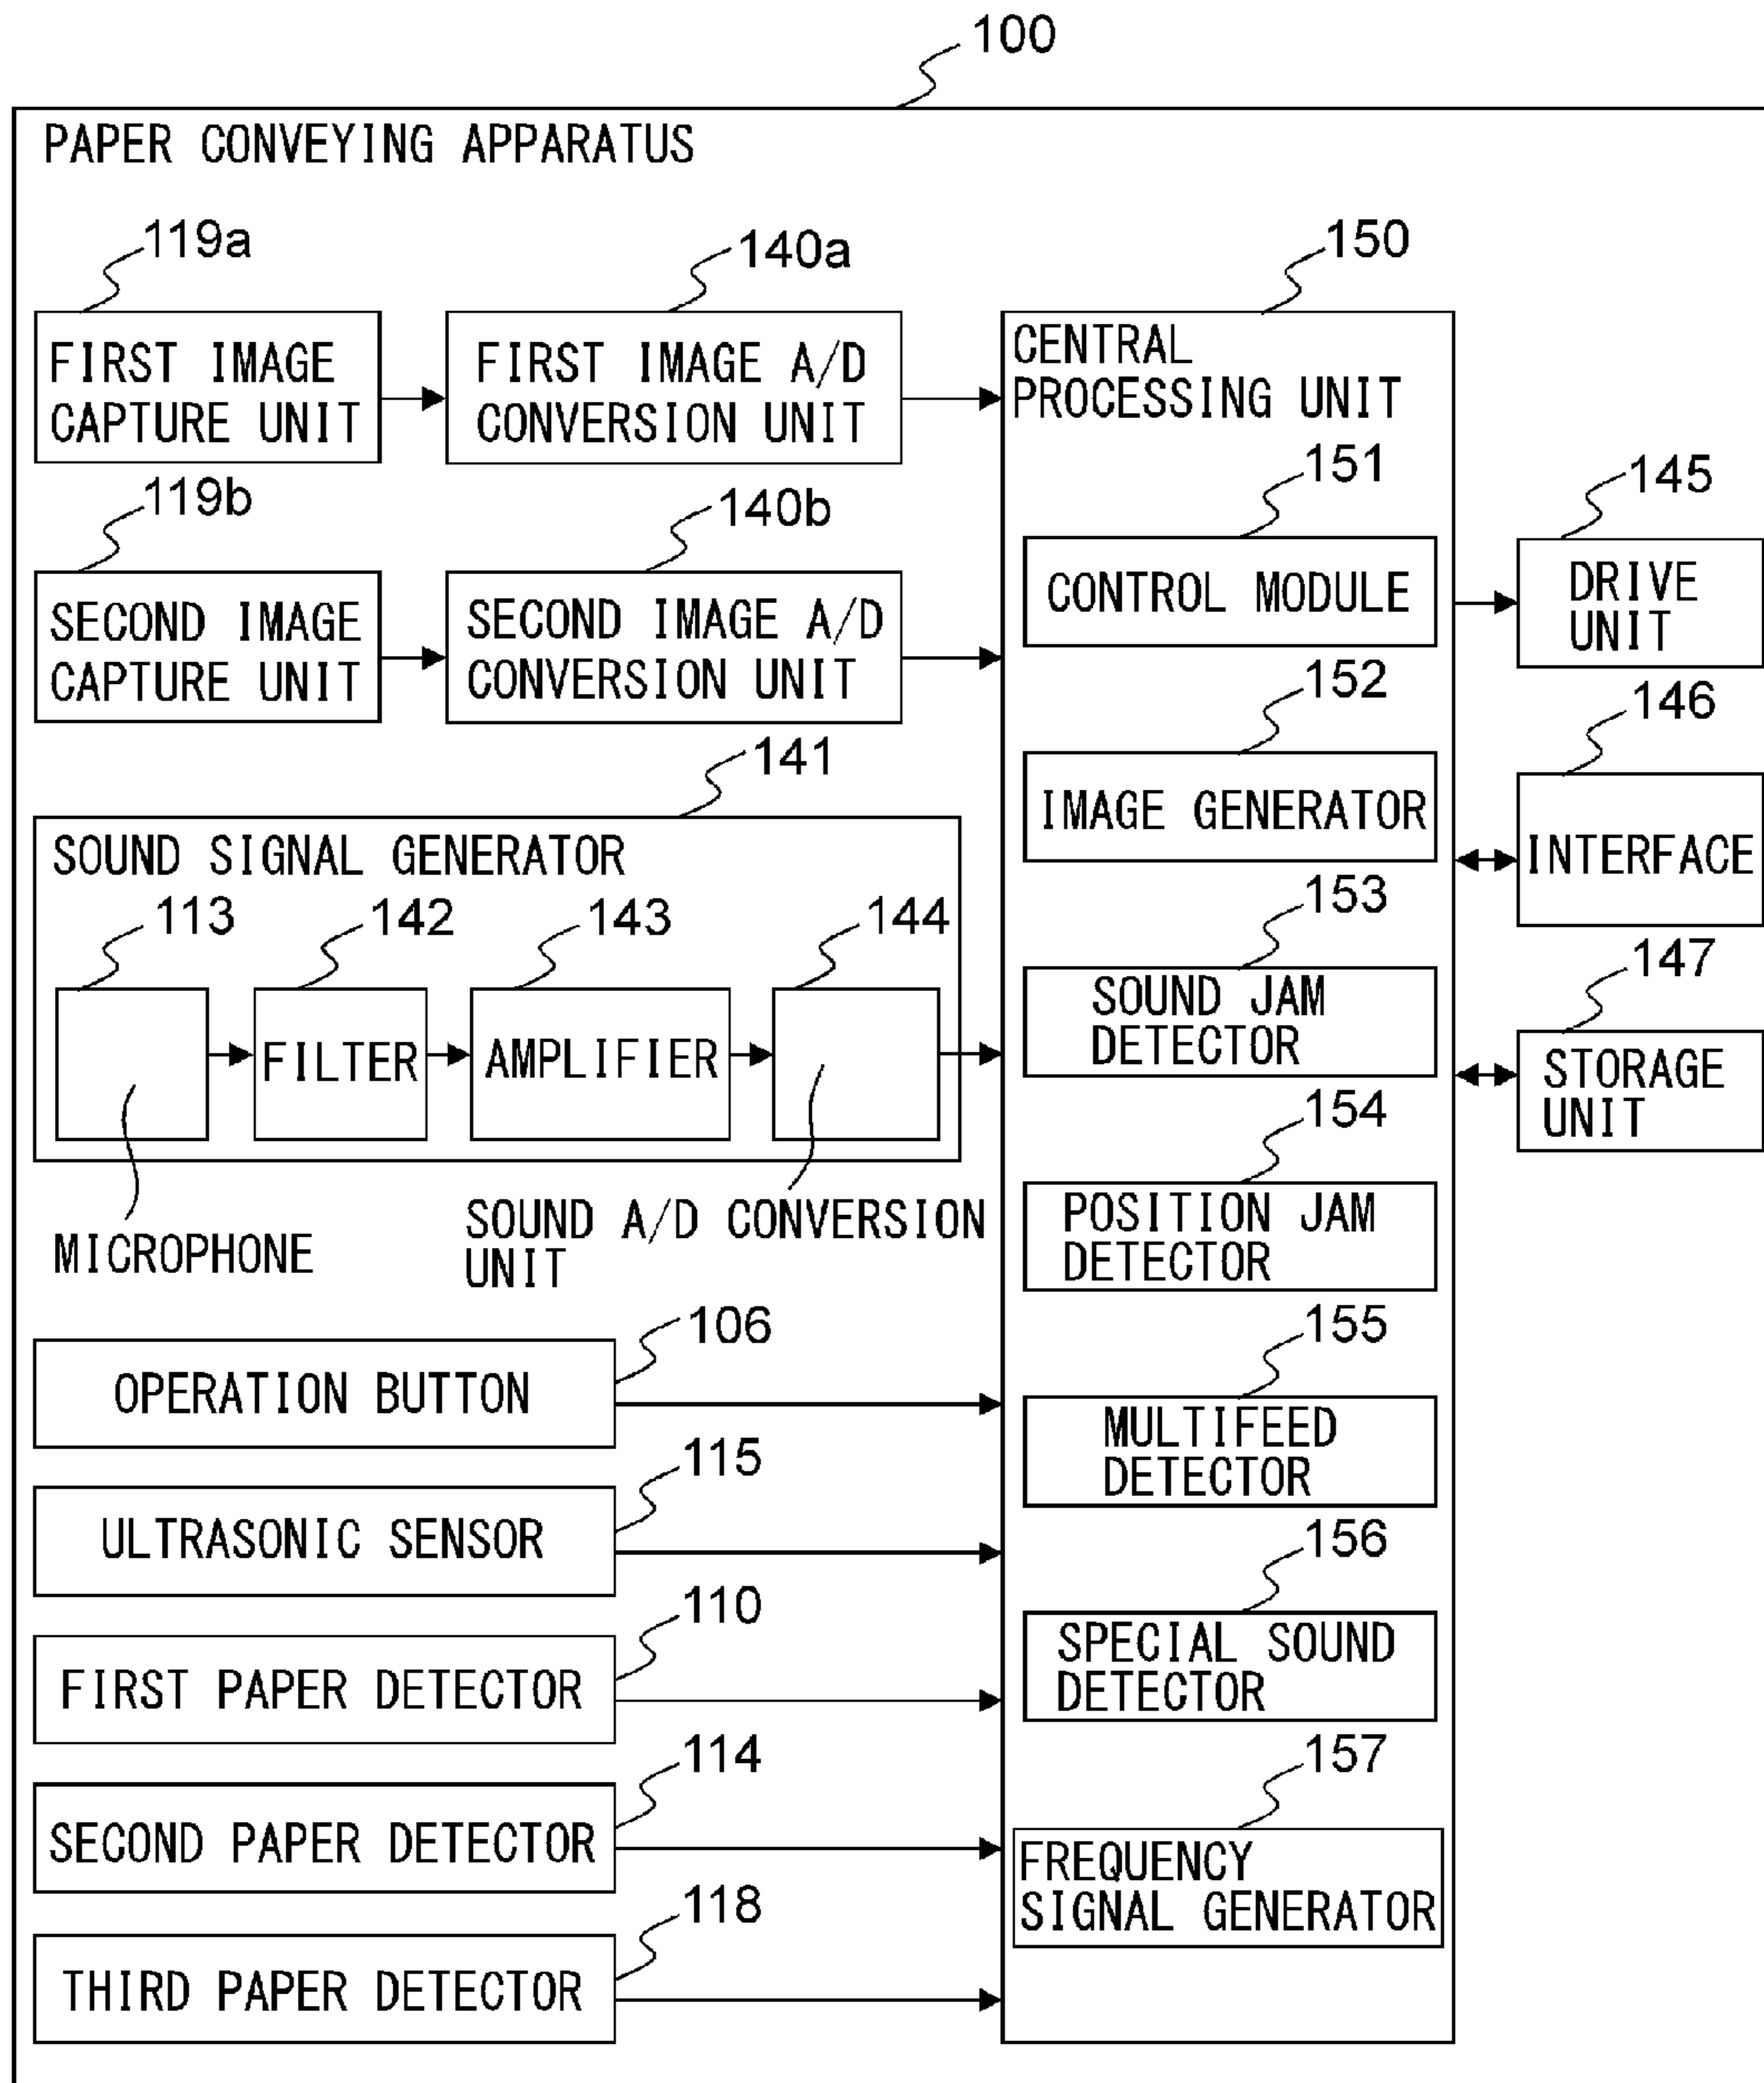 100
PAPER CONVEYING APPARATUS
119a
140a
150
FIRST IMAGE
CAPTURE UNIT
FIRST IMAGE A/D
CONVERSION UNIT
CENTRAL
PROCESSING UNIT
119b
140b
151
145
SECOND IMAGE
CAPTURE UNIT
SECOND IMAGE A/D
CONVERSION UNIT
CONTROL MODULE
DRIVE
UNIT
152
146
141
IMAGE GENERATOR
INTERFACE
SOUND SIGNAL GENERATOR
113
142
143
144
153
147
FILTER
AMPLIFIER
SOUND JAM
DETECTOR
STORAGE
UNIT
154
MICROPHONE
SOUND A/D CONVERSION
UNIT
POSITION JAM
DETECTOR
106
155
OPERATION BUTTON
MULTIFEED
DETECTOR
115
156
ULTRASONIC SENSOR
110
SPECIAL SOUND
DETECTOR
FIRST PAPER DETECTOR
114
157
SECOND PAPER DETECTOR
FREQUENCY
SIGNAL GENERATOR
118
THIRD PAPER DETECTOR